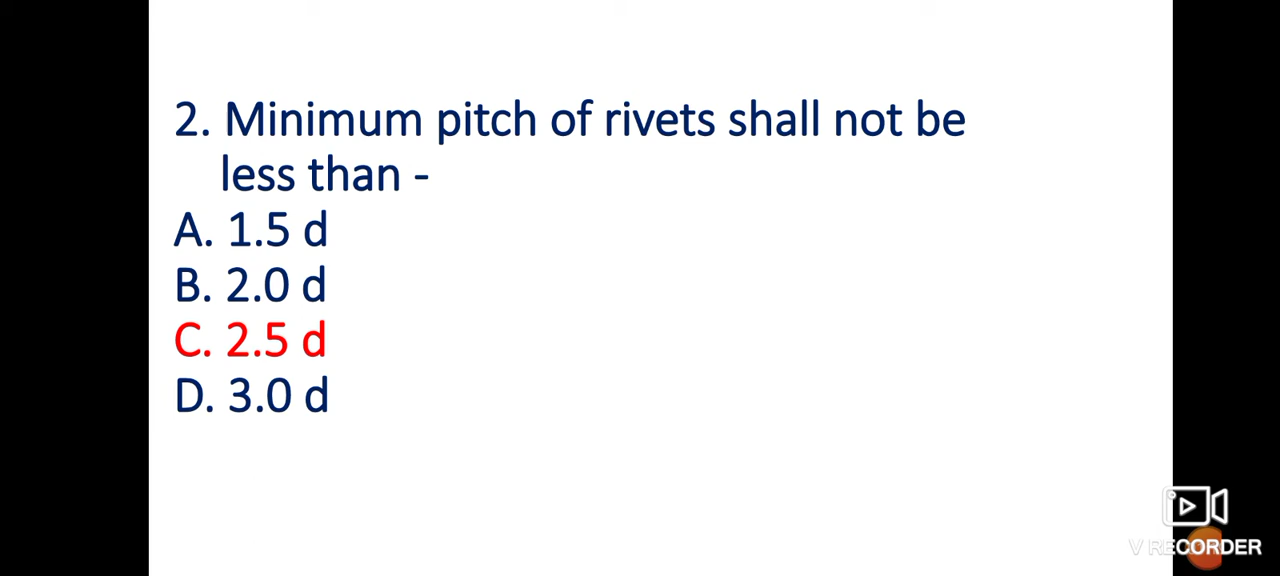 2. Minimum pitch of rivets shall not be
less than -
A. 1.5 d
B. 2.0 d
C. 2.5 d
D. 3.0 d
V RECORDER